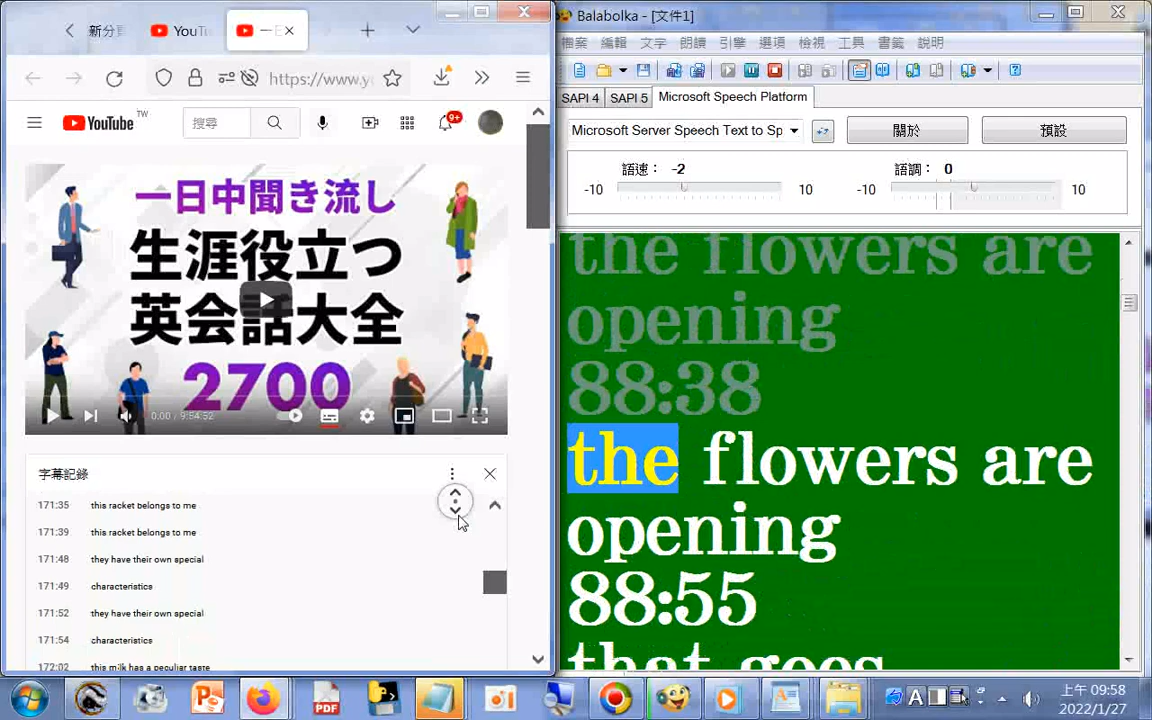 新分
YouTu
一日
https://www.y
YouTube TW
搜尋
9+
一日中聞き流し
生涯役立つ
英会話大全
2700
0:00 / 9:54:52
字幕記錄
171:35 this racket belongs to me
171:39 this racket belongs to me
171:48 they have their own special
171:49 characteristics
171:52 they have their own special
171:54 characteristics
172:02 this milk has a peculiar taste
Balabolka - [文件1]
檔案 編輯 文字 朗讀 引擎 選項 檢視 工具 書籤 說明
SAPI 4 SAPI 5 Microsoft Speech Platform
Microsoft Server Speech Text to Sp 關於 預設
語速： -2 語調： 0
-10 10 -10 10
the flowers are
opening
88:38
the flowers are
opening
88:55
that goes
PDF
A
上午 09:58
2022/1/27